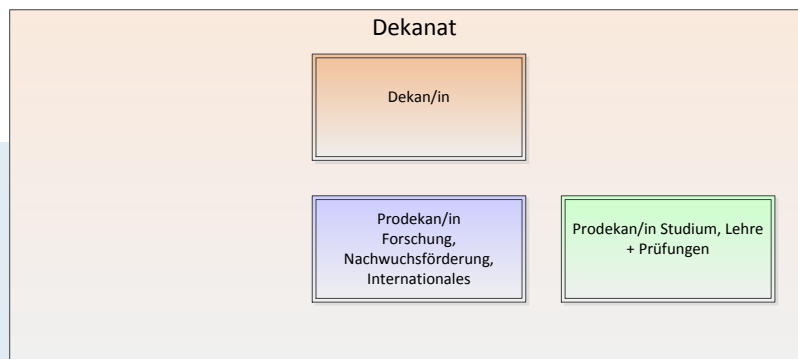 Dekanat
Dekan/in
Prodekan/in
Forschung,
Nachwuchsförderung,
Internationales
Prodekan/in Studium, Lehre
+ Prüfungen